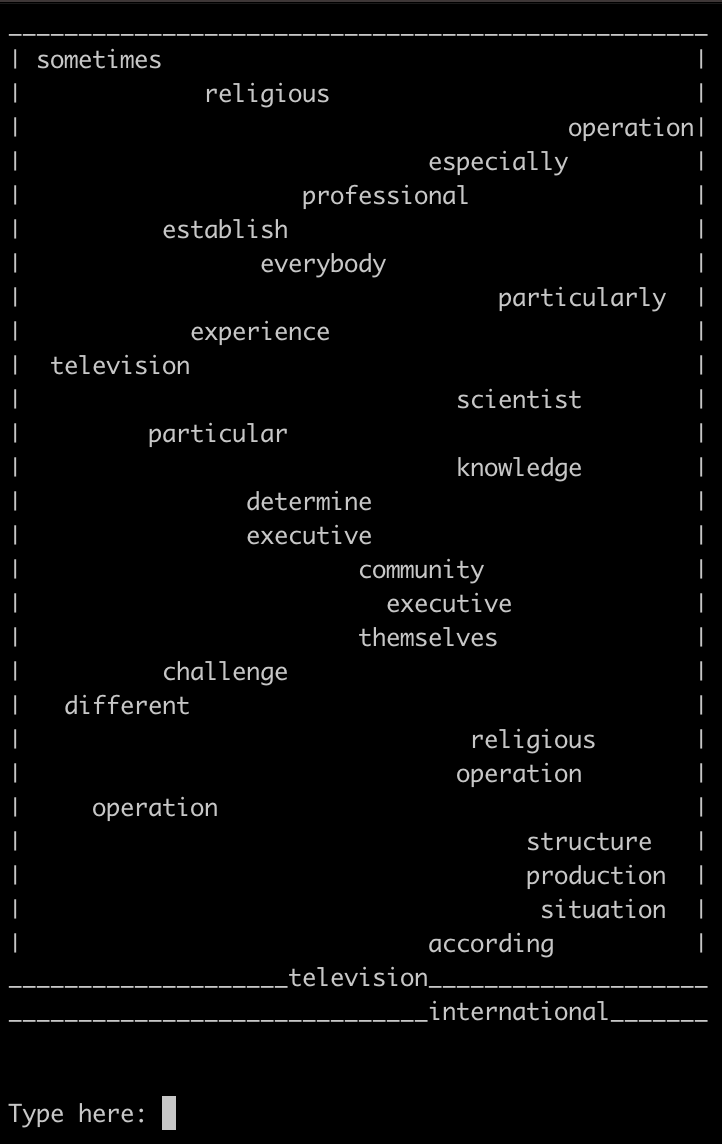 sometimes
religious
operation
especially
professional
establish
everybody
particularly
experience
television
scientist
particular
knowledge
determine
executive
community
executive
themselves
challenge
different
religious
operation
operation
structure
production
situation
according
television
international
Type here: